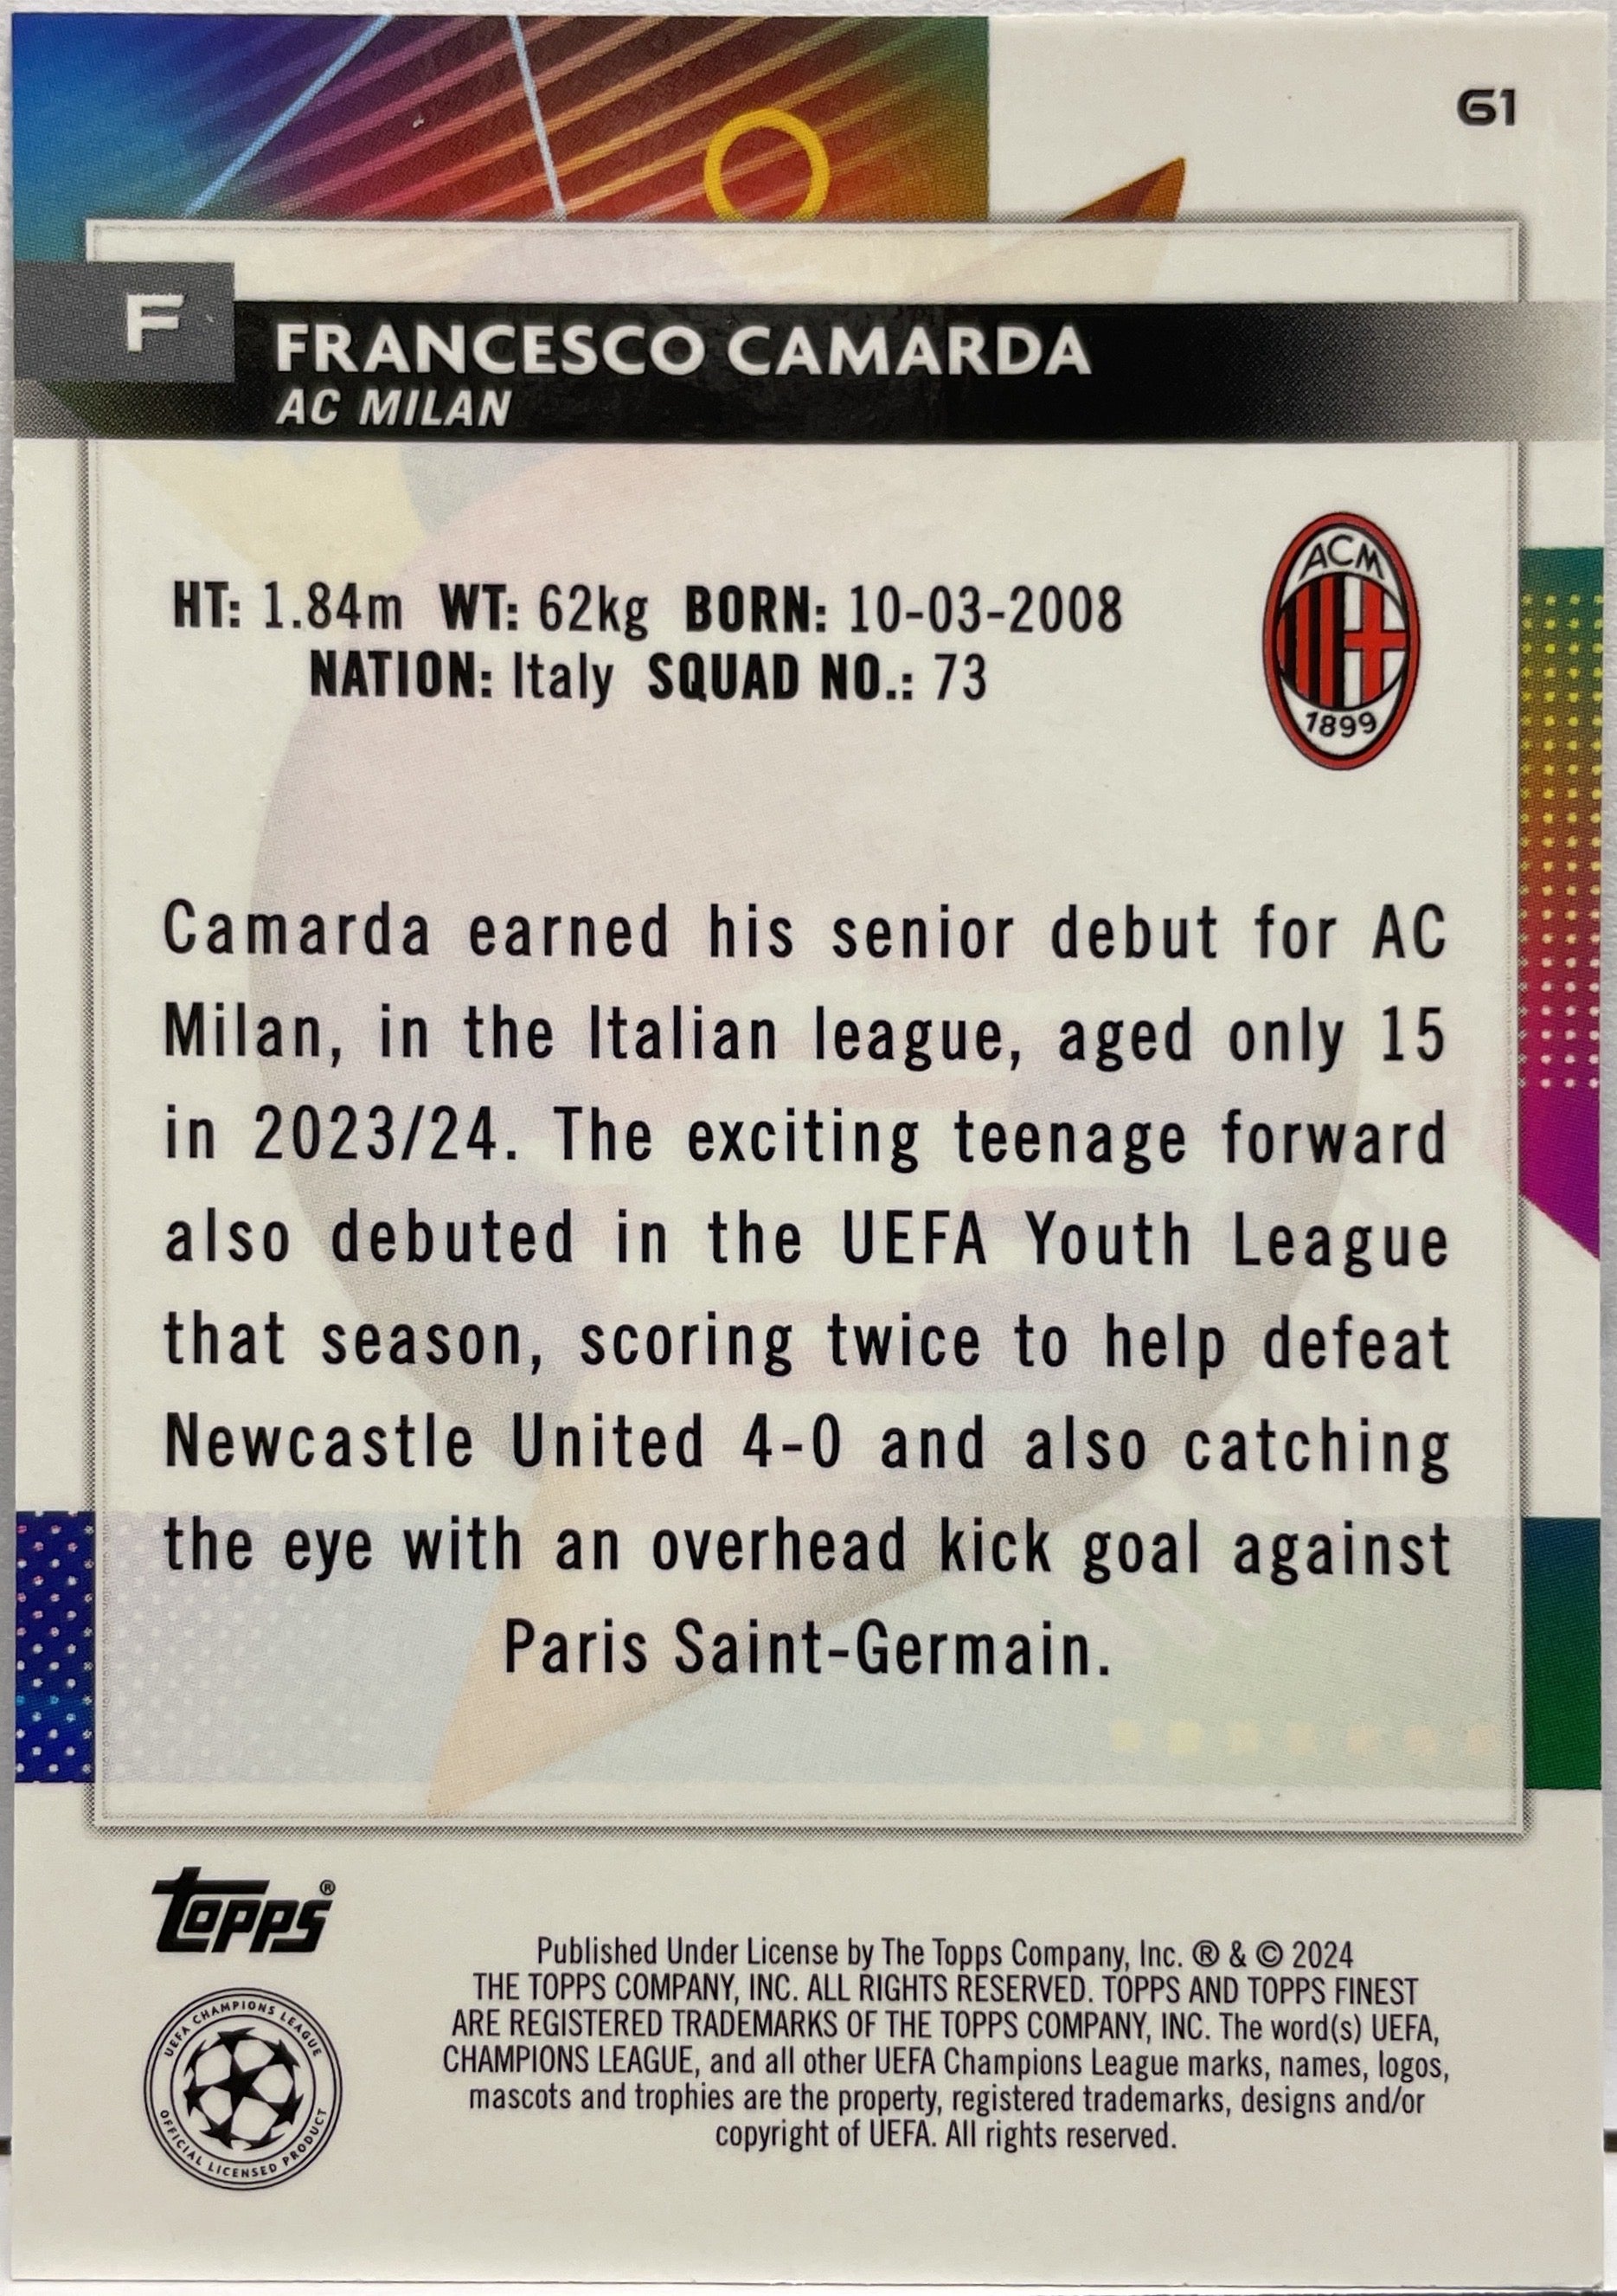 61
F
FRANCESCO CAMARDA
AC MILAN
ACM
1899
HT: 1.84m WT: 62kg BORN: 10-03-2008
NATION: Italy SQUAD NO.: 73
Camarda earned his senior debut for AC
Milan, in the Italian league, aged only 15
in 2023/24. The exciting teenage forward
also debuted in the UEFA Youth League
that season, scoring twice to help defeat
Newcastle United 4-0 and also catching
the eye with an overhead kick goal against
Paris Saint-Germain.
Topps®
UEFA CHAMPIONS LEAGUE
OFFICIAL LICENSED PRODUCT
Published Under License by The Topps Company, Inc. ® & © 2024
THE TOPPS COMPANY, INC. ALL RIGHTS RESERVED. TOPPS AND TOPPS FINEST
ARE REGISTERED TRADEMARKS OF THE TOPPS COMPANY, INC. The word(s) UEFA,
CHAMPIONS LEAGUE, and all other UEFA Champions League marks, names, logos,
mascots and trophies are the property, registered trademarks, designs and/or
copyright of UEFA. All rights reserved.